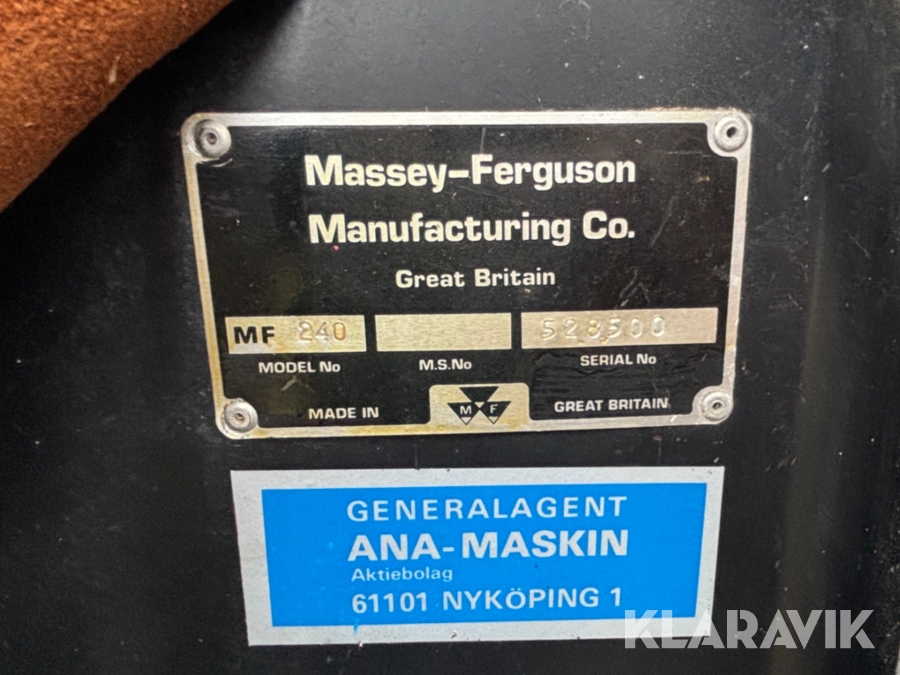 Massey-Ferguson
Manufacturing Co.
Great Britain
MF 240 528500
MODEL No M.S.No SERIAL No
MADE IN M F GREAT BRITAIN
GENERALAGENT
ANA-MASKIN
Aktiebolag
61101 NYKÖPING 1
KLARAVIK